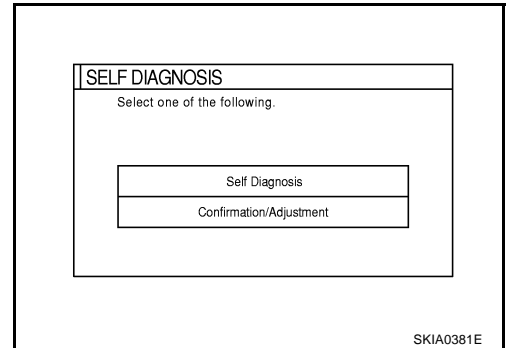 SELF DIAGNOSIS
Select one of the following.
Self Diagnosis
Confirmation/Adjustment
SKIA0381E